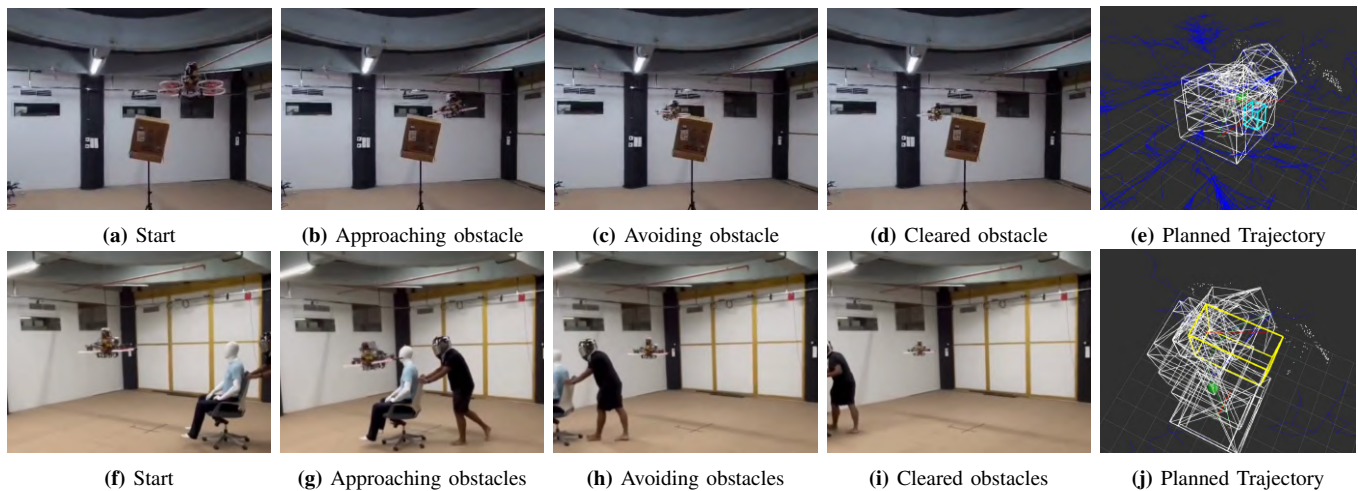 (a) Start
(b) Approaching obstacle
(c) Avoiding obstacle
(d) Cleared obstacle
(e) Planned Trajectory
(f) Start
(g) Approaching obstacles
(h) Avoiding obstacles
(i) Cleared obstacles
(j) Planned Trajectory